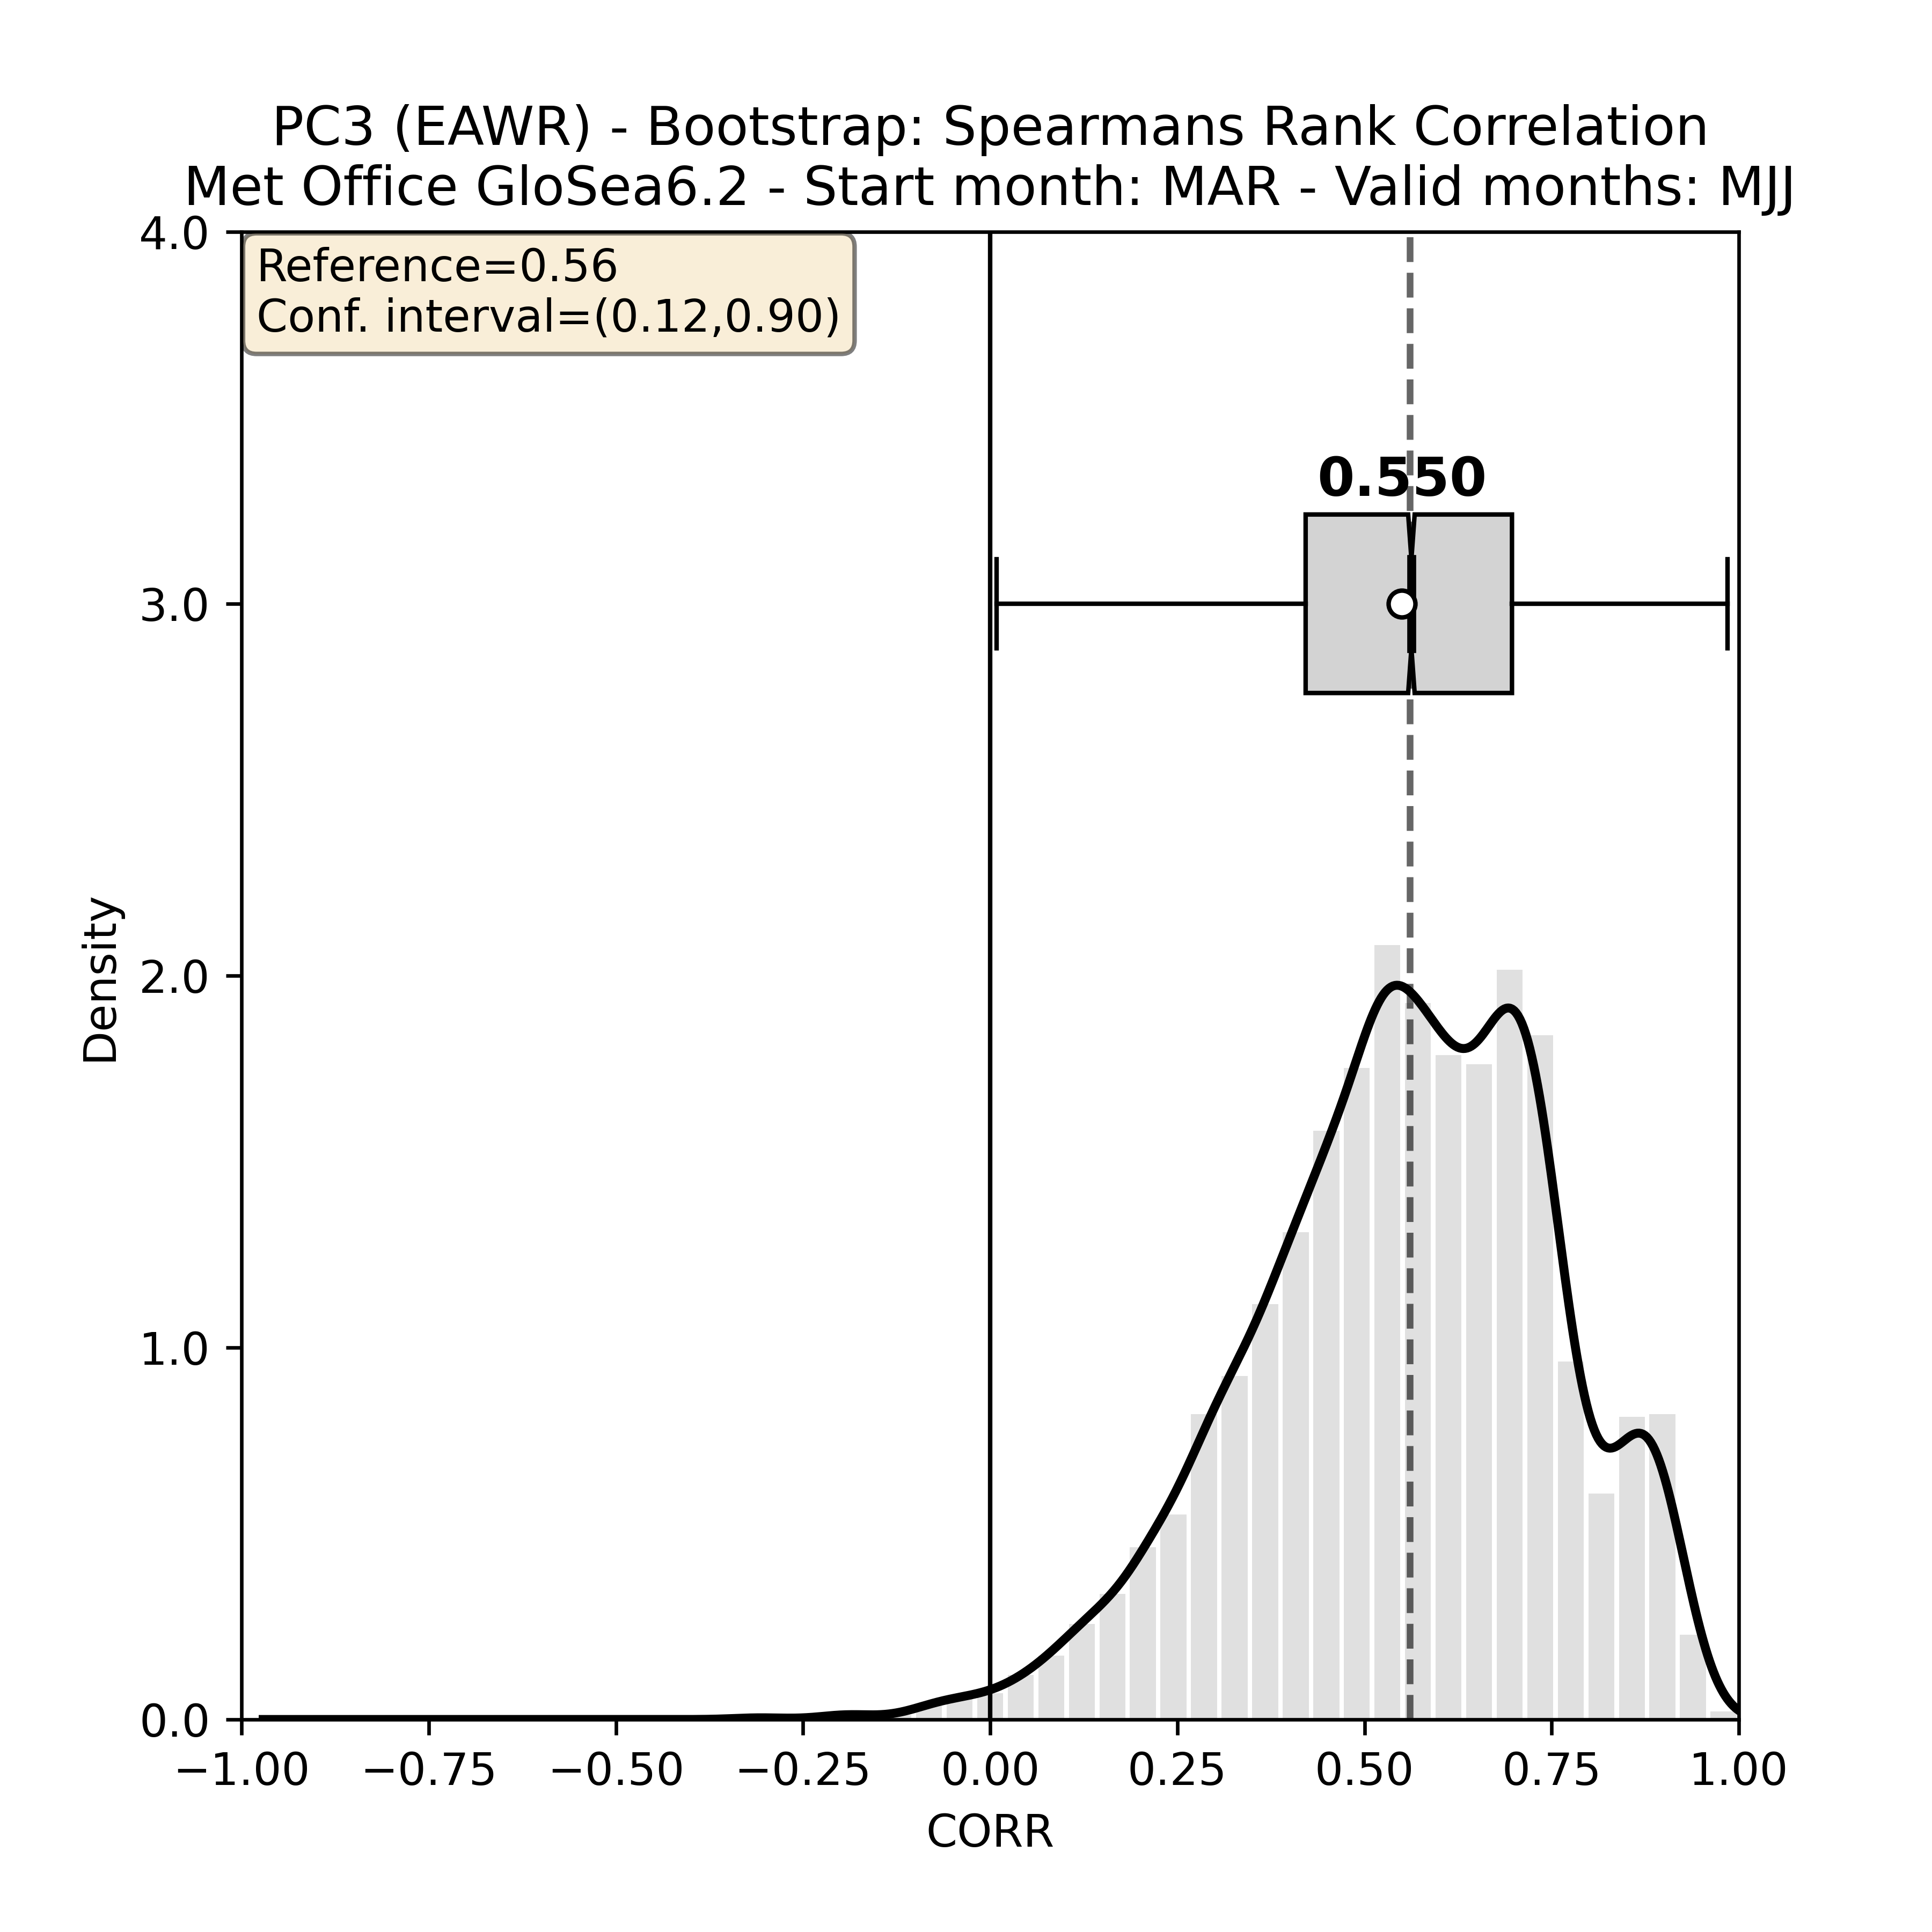 PC3 (EAWR) - Bootstrap: Spearmans Rank Correlation
Met Office GloSea6.2 - Start month: MAR - Valid months: MJJ
4.0
Reference=0.56
Conf. interval=(0.12,0.90)
0.550
3.0
Density
2.0
1.0
0.0
−1.00 −0.75 −0.50 −0.25 0.00 0.25 0.50 0.75 1.00
CORR